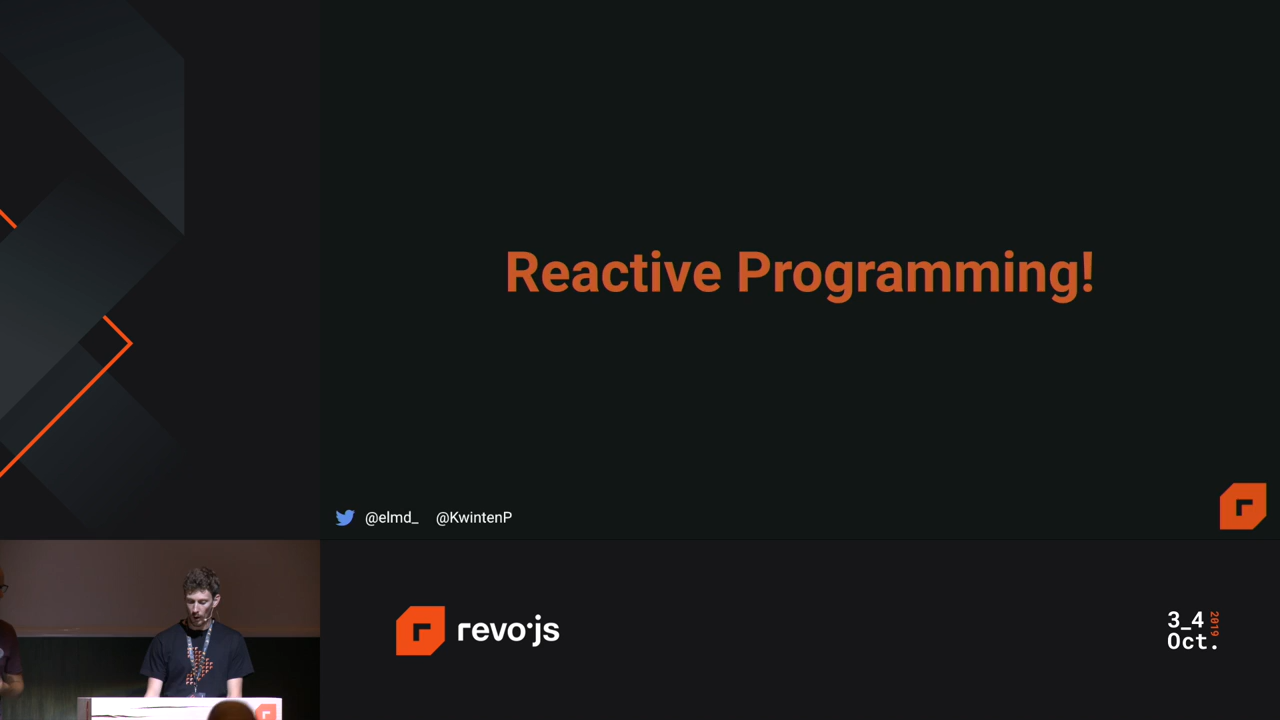 Reactive Programming!
@elmd_ @KwintenP
revo·js
3_4 2019
Oct.